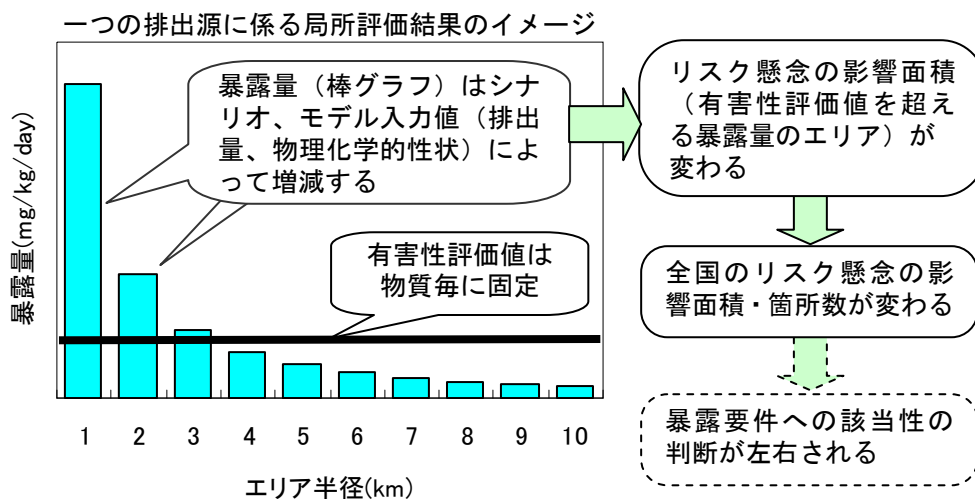 一つの排出源に係る局所評価結果のイメージ
暴露量（棒グラフ）はシナ
リオ、モデル入力値（排出
量、物理化学的性状）によ
って増減する
有害性評価値は
物質毎に固定
暴露量(mg/kg/day)
1 2 3 4 5 6 7 8 9 10
エリア半径(km)
リスク懸念の影響面積
（有害性評価値を超え
る暴露量のエリア）が
変わる
全国のリスク懸念の影
響面積・箇所数が変わる
暴露要件への該当性の
判断が左右される